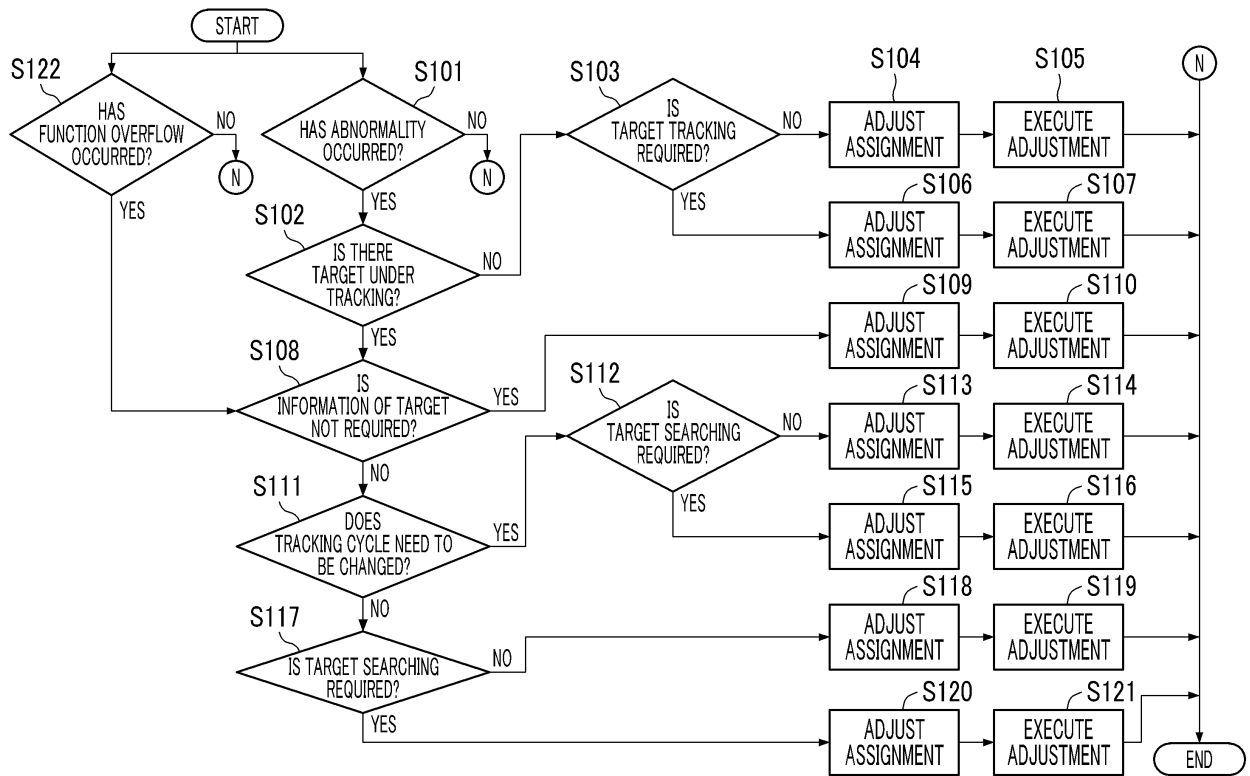 START
S122
HAS
FUNCTION OVERFLOW
OCCURRED?
NO
N
YES
S101
HAS ABNORMALITY
OCCURRED?
NO
N
YES
S102
IS THERE
TARGET UNDER
TRACKING?
NO
YES
S103
IS
TARGET TRACKING
REQUIRED?
NO
YES
S104
ADJUST
ASSIGNMENT
S105
EXECUTE
ADJUSTMENT
N
S106
ADJUST
ASSIGNMENT
S107
EXECUTE
ADJUSTMENT
S108
IS
INFORMATION OF TARGET
NOT REQUIRED?
YES
NO
S109
ADJUST
ASSIGNMENT
S110
EXECUTE
ADJUSTMENT
S111
DOES
TRACKING CYCLE NEED TO
BE CHANGED?
YES
NO
S112
IS
TARGET SEARCHING
REQUIRED?
NO
YES
S113
ADJUST
ASSIGNMENT
S114
EXECUTE
ADJUSTMENT
S115
ADJUST
ASSIGNMENT
S116
EXECUTE
ADJUSTMENT
S117
IS TARGET SEARCHING
REQUIRED?
NO
YES
S118
ADJUST
ASSIGNMENT
S119
EXECUTE
ADJUSTMENT
S120
ADJUST
ASSIGNMENT
S121
EXECUTE
ADJUSTMENT
END